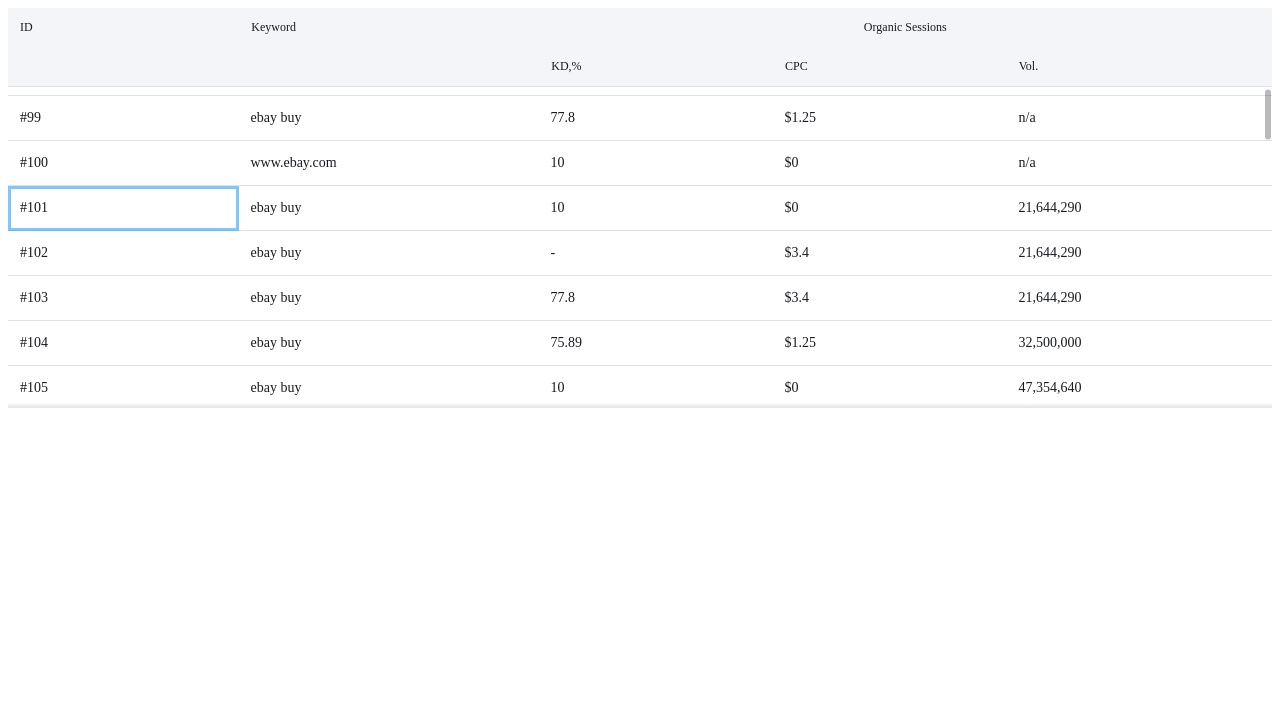 ID Keyword Organic Sessions
KD,% CPC Vol.
#99 ebay buy 77.8 $1.25 n/a
#100 www.ebay.com 10 $0 n/a
#101 ebay buy 10 $0 21,644,290
#102 ebay buy - $3.4 21,644,290
#103 ebay buy 77.8 $3.4 21,644,290
#104 ebay buy 75.89 $1.25 32,500,000
#105 ebay buy 10 $0 47,354,640